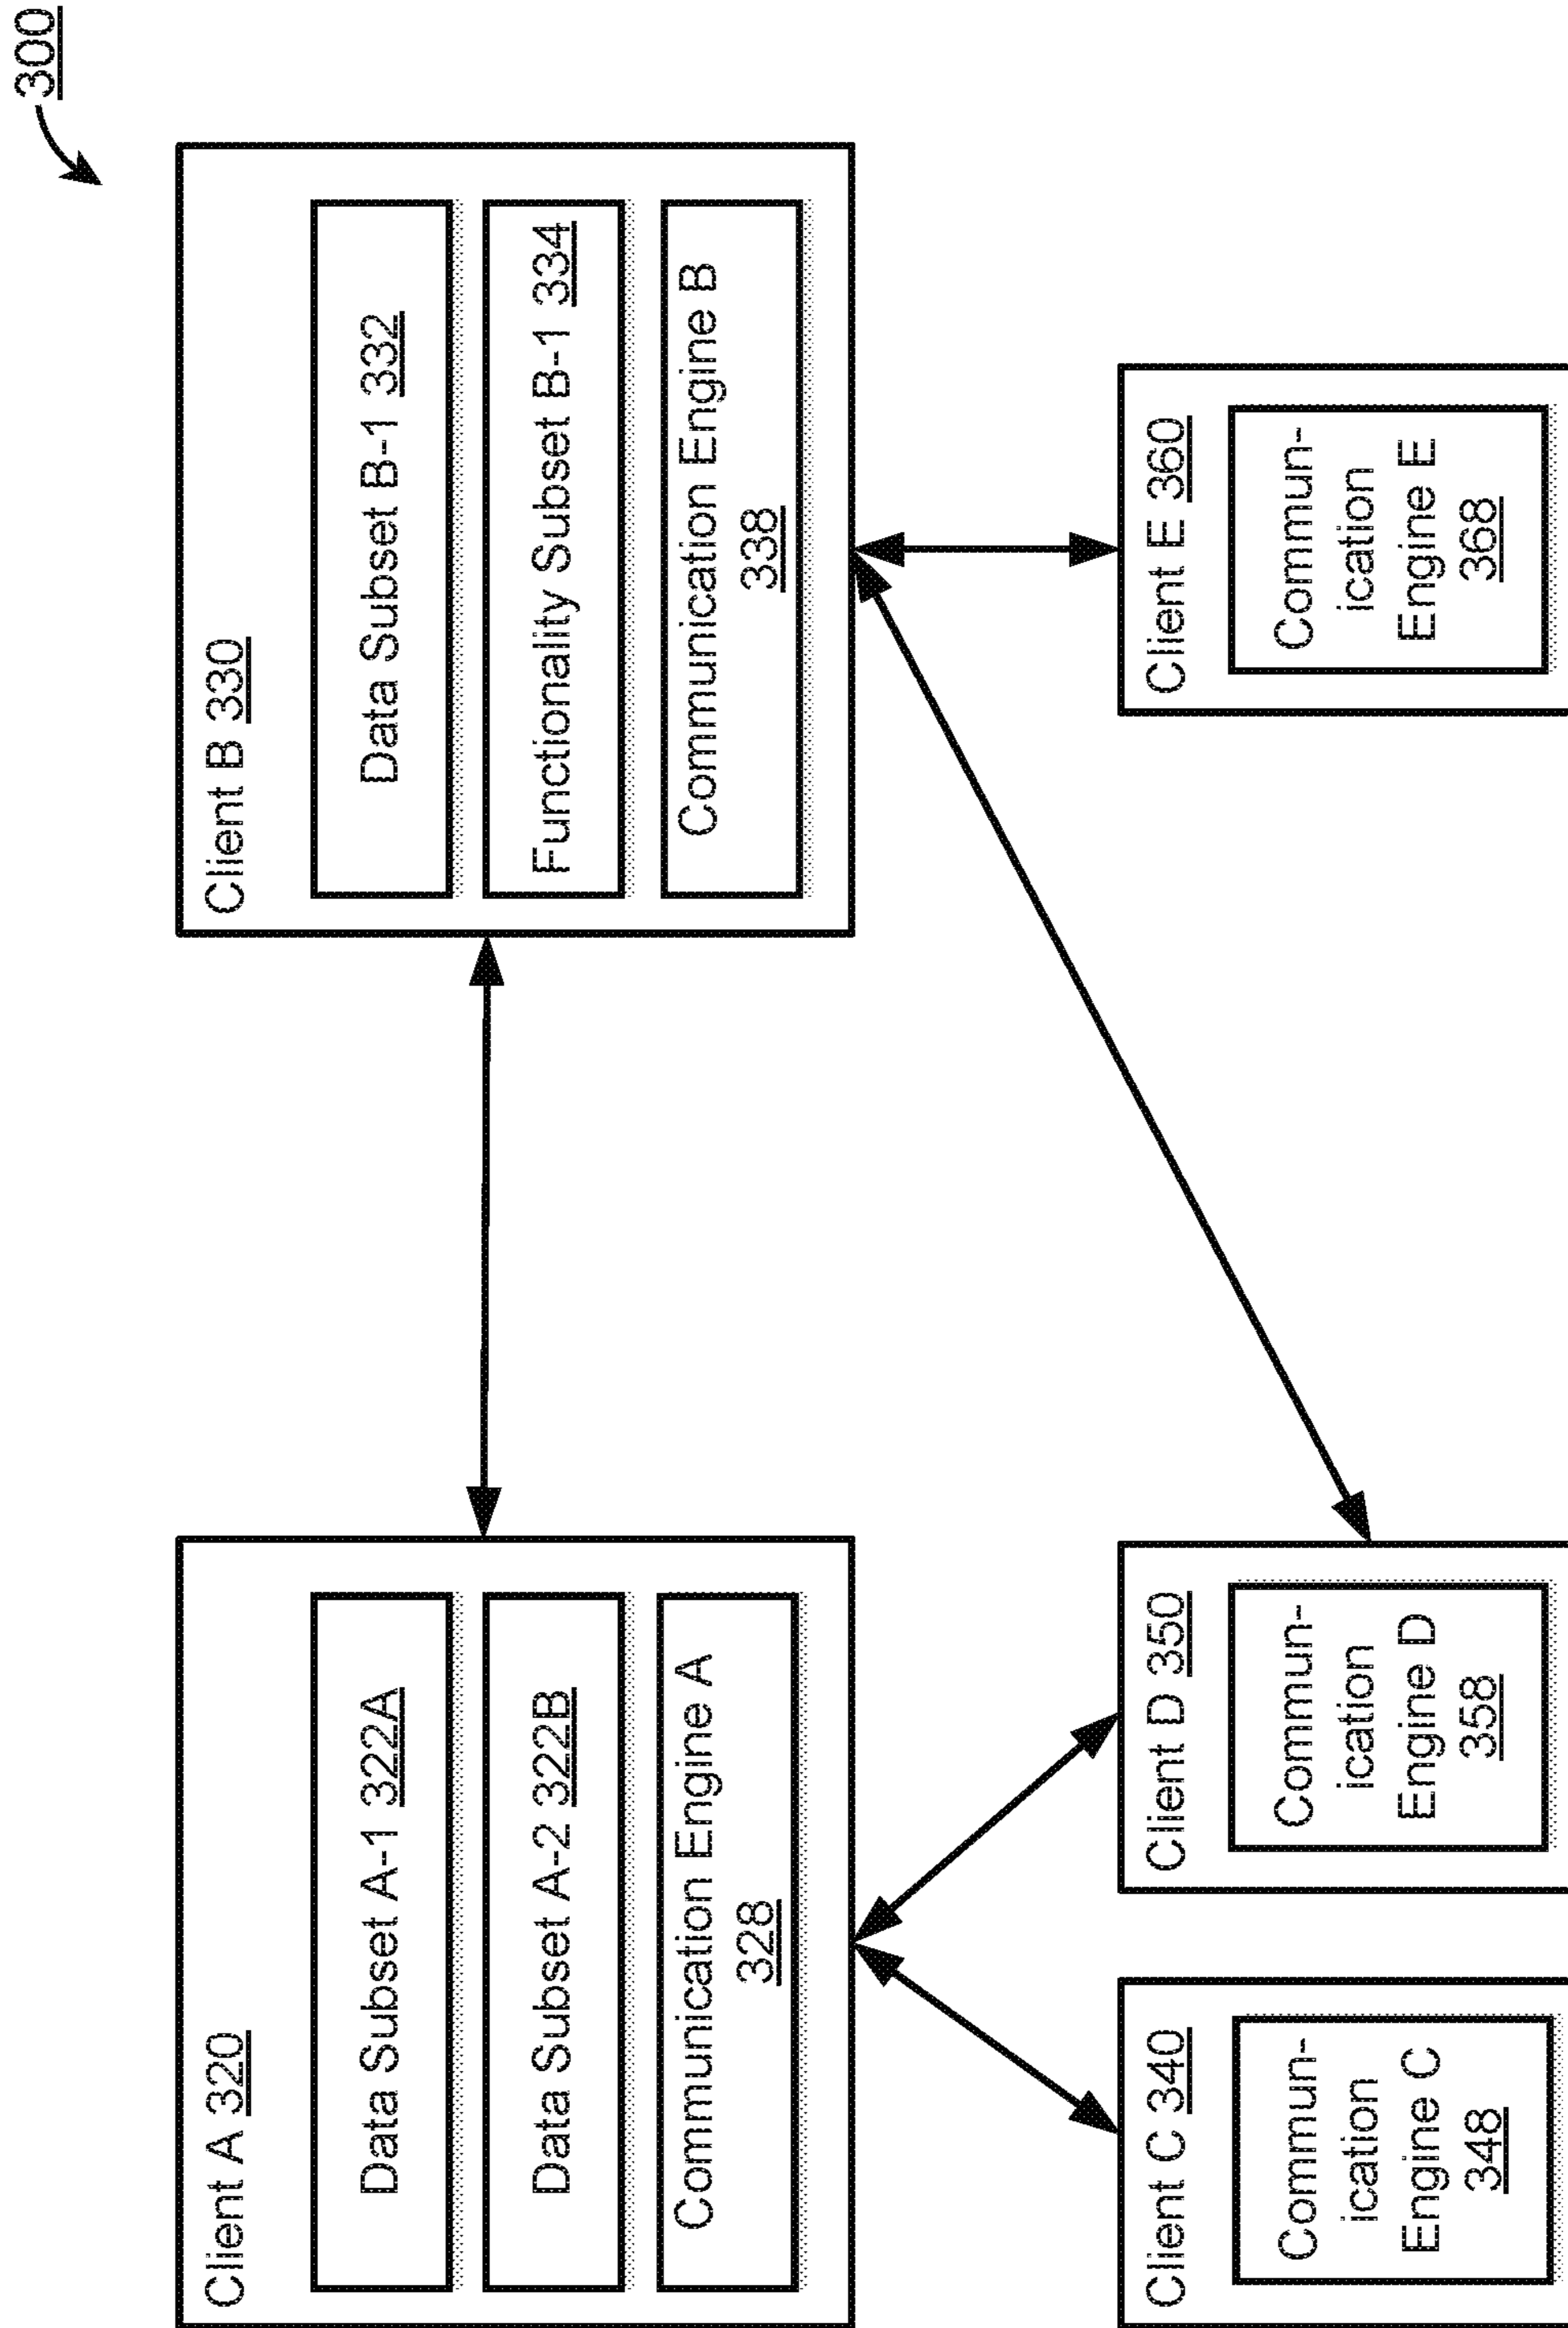 300
Client A 320
Data Subset A-1 322A
Data Subset A-2 322B
Communication Engine A
328
Client B 330
Data Subset B-1 332
Functionality Subset B-1 334
Communication Engine B
338
Client C 340
Commun-
ication
Engine C
348
Client D 350
Commun-
ication
Engine D
358
Client E 360
Commun-
ication
Engine E
368